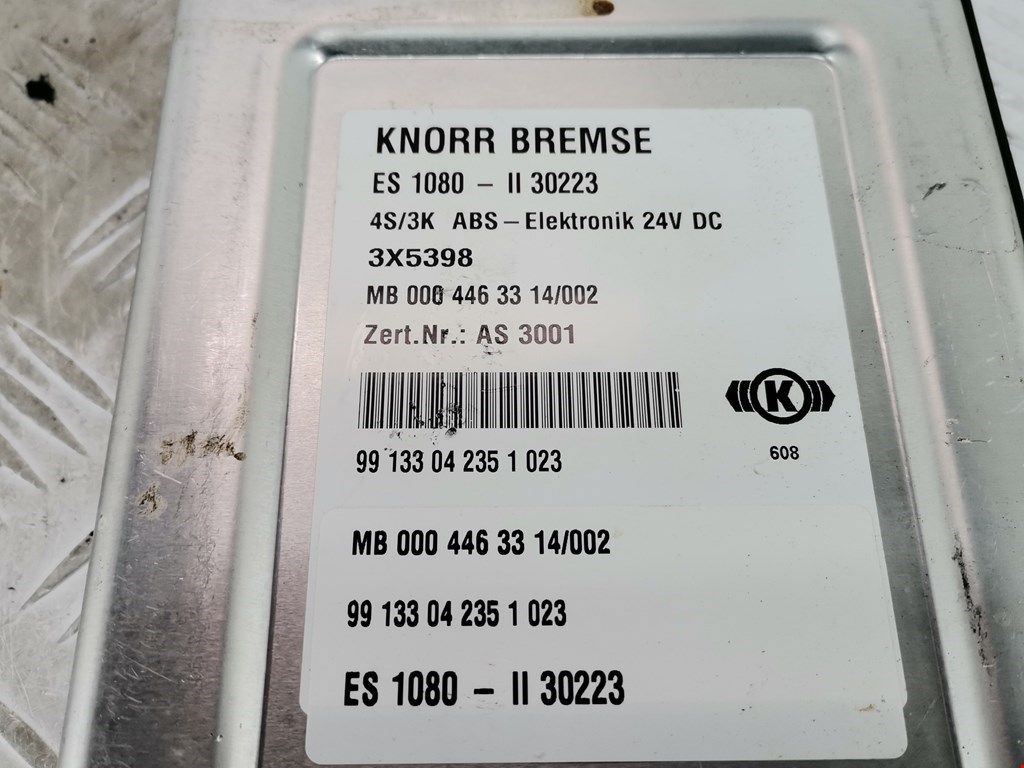 KNORR BREMSE
ES 1080 – II 30223
4S/3K ABS – Elektronik 24V DC
3X5398
MB 000 446 33 14/002
Zert.Nr.: AS 3001
K
608
99 133 04 235 1 023
MB 000 446 33 14/002
99 133 04 235 1 023
ES 1080 – II 30223